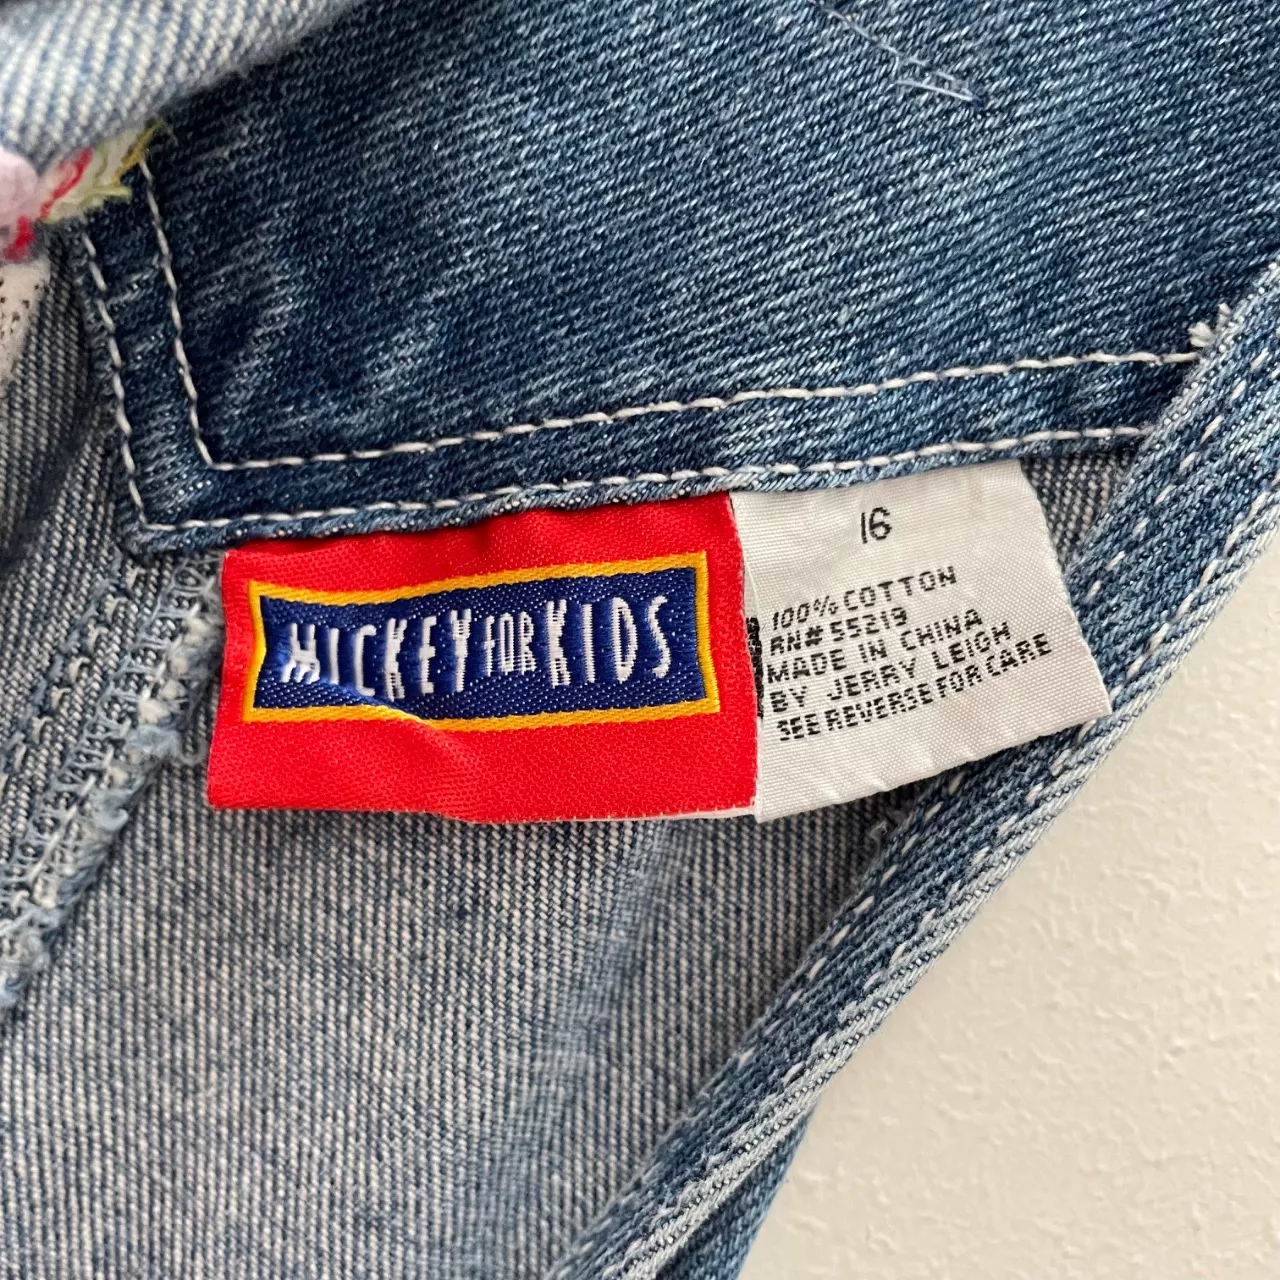 MICKEY FOR KIDS
16
100% COTTON
RN# 55219
MADE IN CHINA
BY JERRY LEIGH
SEE REVERSE FOR CARE